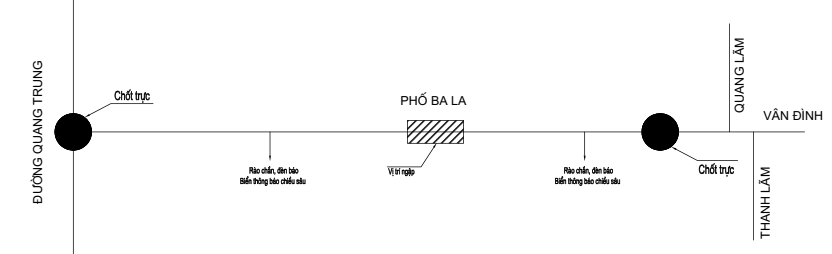 ĐƯỜNG QUANG TRUNG
Chốt trực
Rào chắn, đèn báo
Biển thông báo chiều sâu
PHỐ BA LA
Vị trí ngập
Rào chắn, đèn báo
Biển thông báo chiều sâu
Chốt trực
QUANG LÃM
VÂN ĐÌNH
THANH LÃM